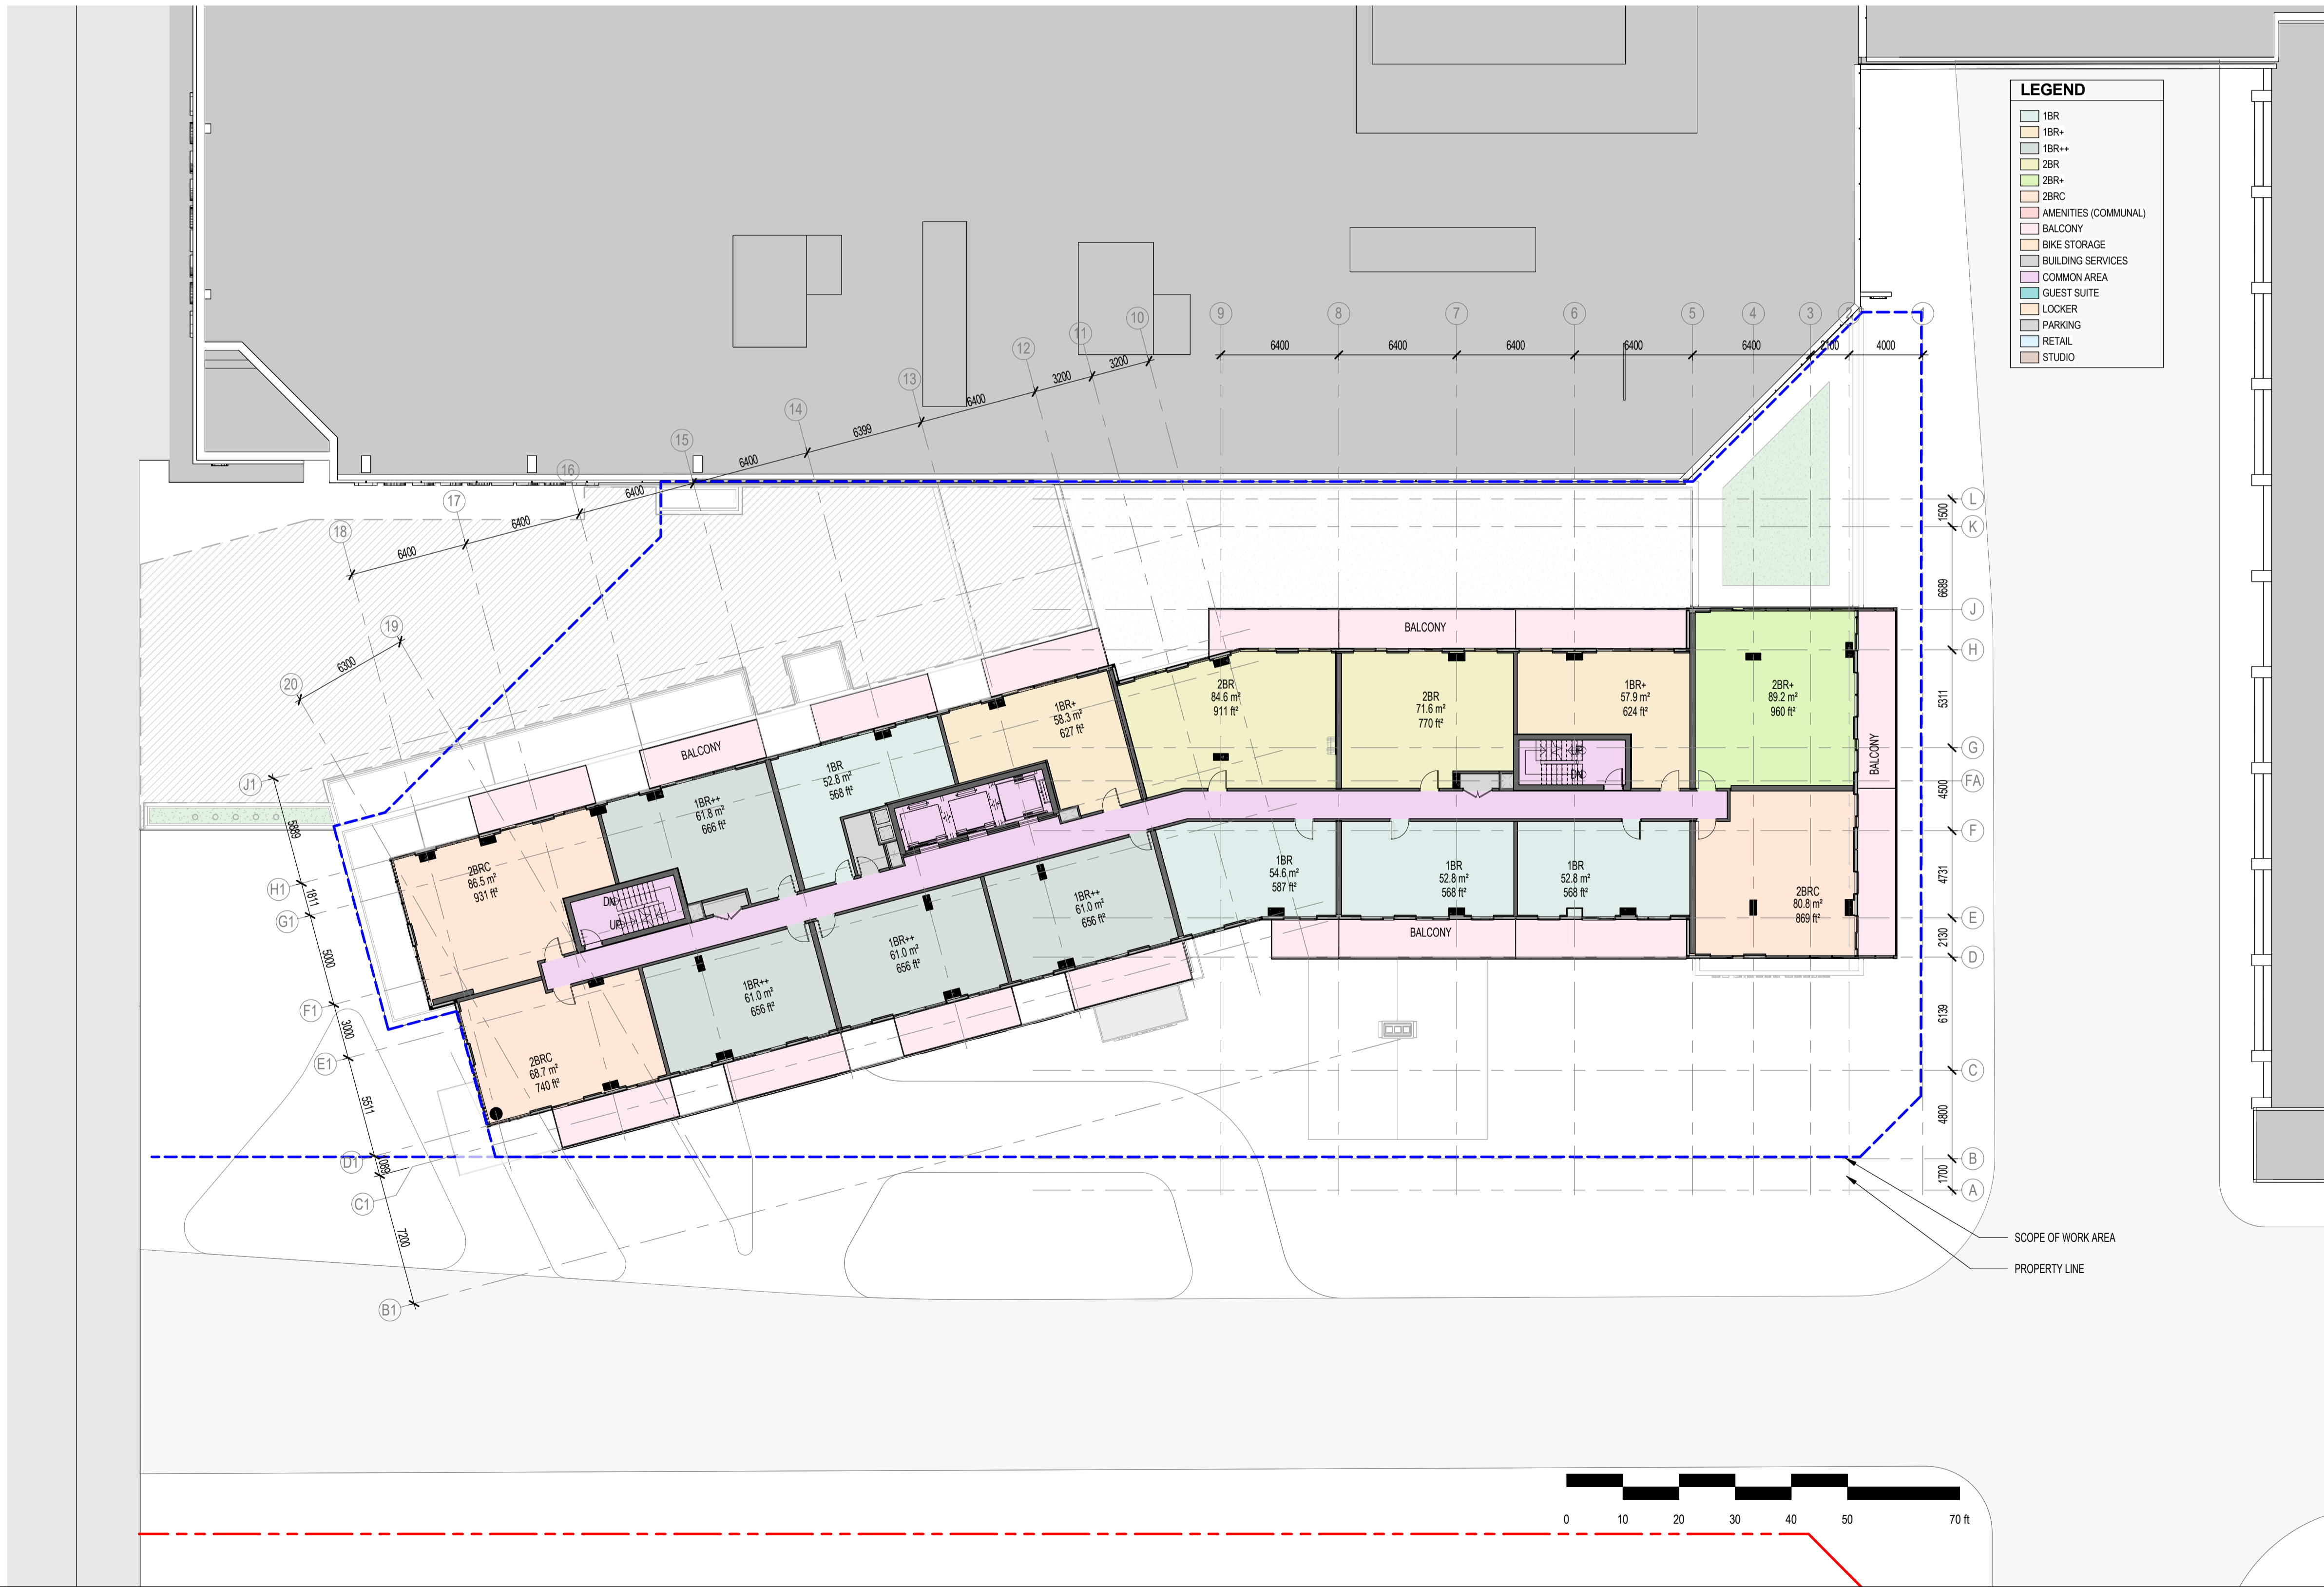 LEGEND
1BR
1BR+
1BR++
2BR
2BR+
2BRC
AMENITIES (COMMUNAL)
BALCONY
BIKE STORAGE
BUILDING SERVICES
COMMON AREA
GUEST SUITE
LOCKER
PARKING
RETAIL
STUDIO
20
19
18
17
16
15
14
13
12
11
10
9
8
7
6
5
4
3
2
1
6300
6400
6400
6400
6400
6399
6400
3200
3200
6400
6400
6400
6400
6400
2100
4000
L
K
J
H
G
FA
F
E
D
C
B
A
1500
6689
5311
4500
4731
2130
6139
4800
1700
J1
H1
G1
F1
E1
D1
C1
B1
5889
1811
5000
3000
5511
1089
7200
BALCONY
BALCONY
BALCONY
BALCONY
2BRC
86.5 m²
931 ft²
1BR++
61.8 m²
666 ft²
1BR
52.8 m²
568 ft²
1BR+
58.3 m²
627 ft²
2BR
84.6 m²
911 ft²
2BR
71.6 m²
770 ft²
1BR+
57.9 m²
624 ft²
2BR+
89.2 m²
960 ft²
UP
DN
DN
UP
2BRC
68.7 m²
740 ft²
1BR++
61.0 m²
656 ft²
1BR++
61.0 m²
656 ft²
1BR++
61.0 m²
656 ft²
1BR
54.6 m²
587 ft²
1BR
52.8 m²
568 ft²
1BR
52.8 m²
568 ft²
2BRC
80.8 m²
869 ft²
SCOPE OF WORK AREA
PROPERTY LINE
0 10 20 30 40 50 70 ft